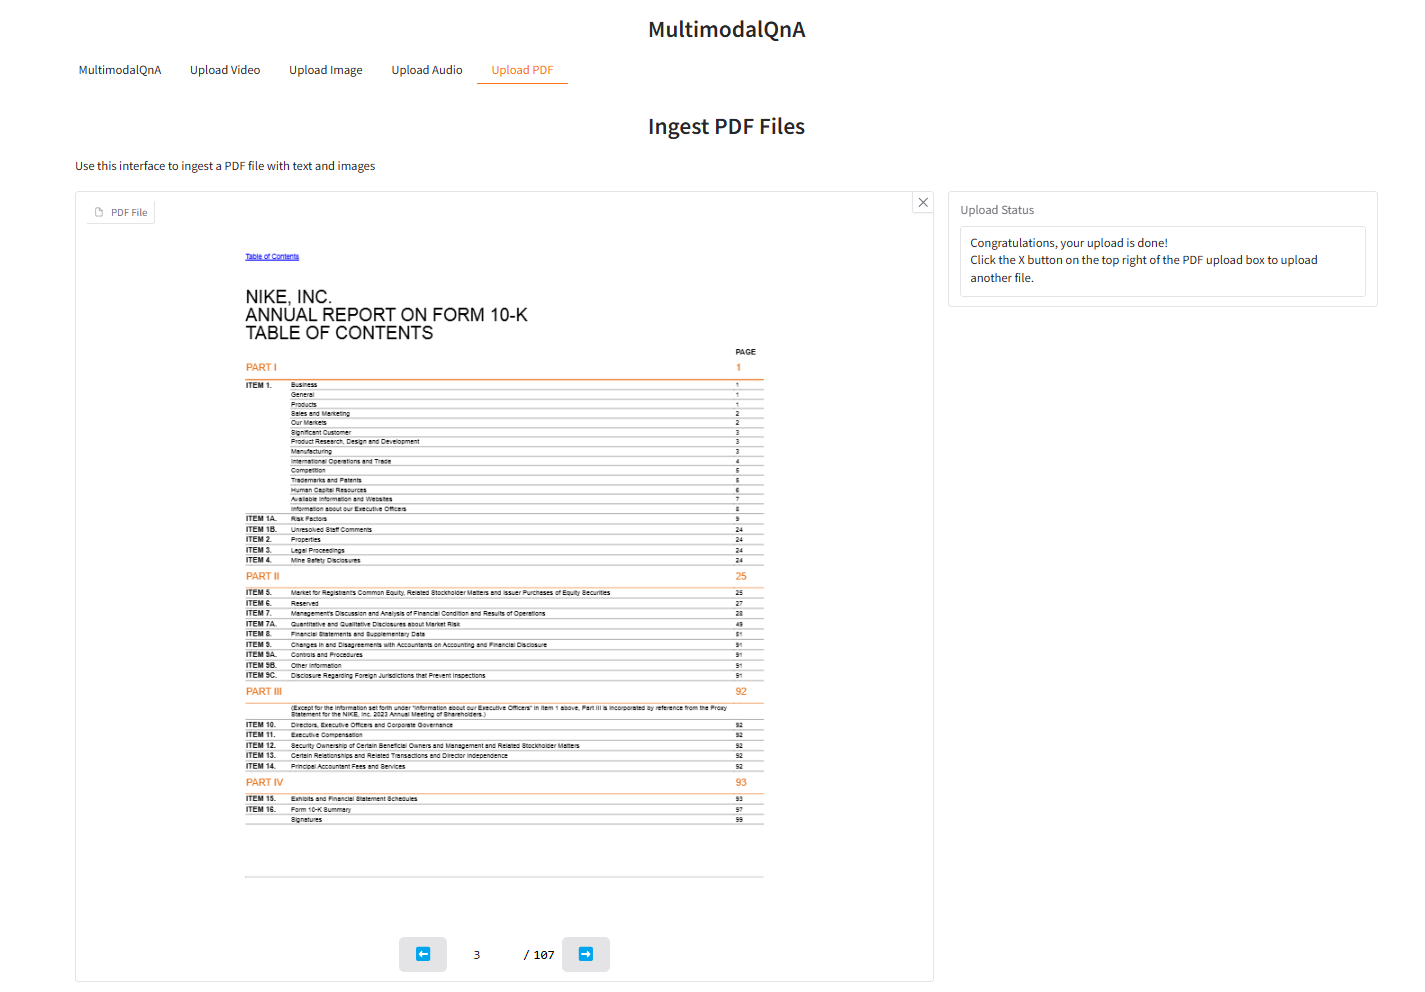 MultimodalQnA
MultimodalQnA Upload Video Upload Image Upload Audio Upload PDF
Ingest PDF Files
Use this interface to ingest a PDF file with text and images
PDF File
Table of Contents
NIKE, INC.
ANNUAL REPORT ON FORM 10-K
TABLE OF CONTENTS
PAGE
PART I 1
ITEM 1. Business 1
General 1
Products 1
Sales and Marketing 2
Our Markets 2
Significant Customer 3
Product Research, Design and Development 3
Manufacturing 3
International Operations and Trade 4
Competition 5
Trademarks and Patents 5
Human Capital Resources 6
Available Information and Websites 7
Information about our Executive Officers 8
ITEM 1A. Risk Factors 9
ITEM 1B. Unresolved Staff Comments 24
ITEM 2. Properties 24
ITEM 3. Legal Proceedings 24
ITEM 4. Mine Safety Disclosures 24
PART II 25
ITEM 5. Market for Registrant's Common Equity, Related Stockholder Matters and Issuer Purchases of Equity Securities 25
ITEM 6. Reserved 27
ITEM 7. Management's Discussion and Analysis of Financial Condition and Results of Operations 28
ITEM 7A. Quantitative and Qualitative Disclosures about Market Risk 49
ITEM 8. Financial Statements and Supplementary Data 51
ITEM 9. Changes in and Disagreements with Accountants on Accounting and Financial Disclosure 91
ITEM 9A. Controls and Procedures 91
ITEM 9B. Other Information 91
ITEM 9C. Disclosure Regarding Foreign Jurisdictions that Prevent Inspections 91
PART III 92
(Except for the information set forth under "Information about our Executive Officers" in Item 1 above, Part III is incorporated by reference from the Proxy
Statement for the NIKE, Inc. 2023 Annual Meeting of Shareholders.)
ITEM 10. Directors, Executive Officers and Corporate Governance 92
ITEM 11. Executive Compensation 92
ITEM 12. Security Ownership of Certain Beneficial Owners and Management and Related Stockholder Matters 92
ITEM 13. Certain Relationships and Related Transactions and Director Independence 92
ITEM 14. Principal Accountant Fees and Services 92
PART IV 93
ITEM 15. Exhibits and Financial Statement Schedules 93
ITEM 16. Form 10-K Summary 97
Signatures 99
3 / 107
Upload Status
Congratulations, your upload is done!
Click the X button on the top right of the PDF upload box to upload
another file.